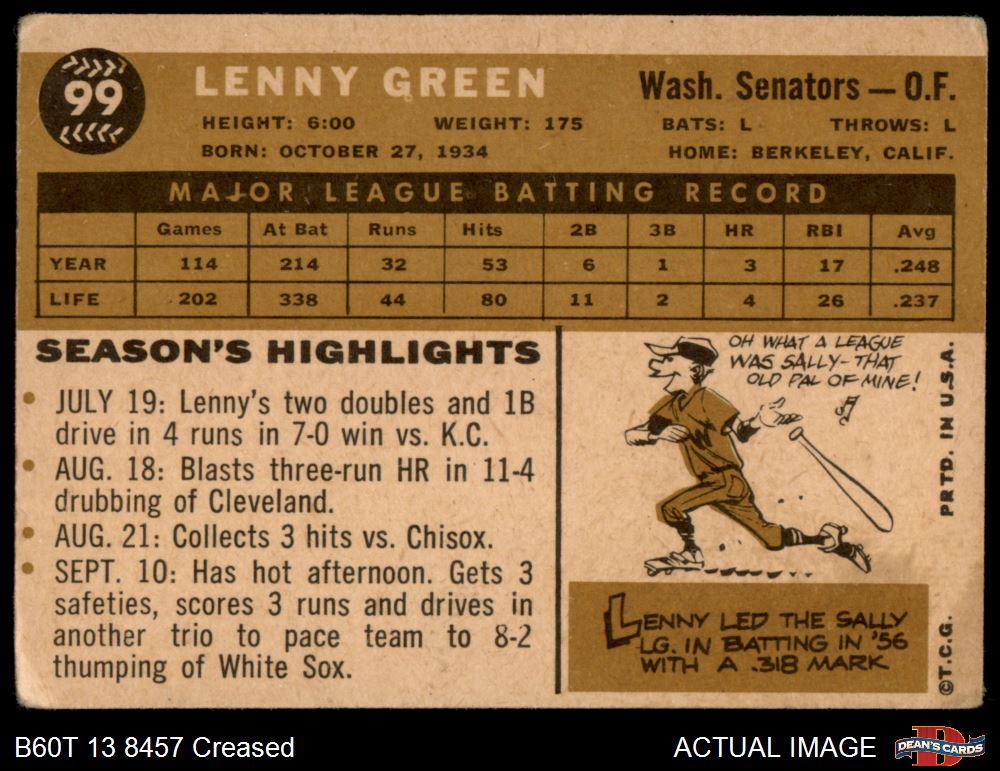 99
LENNY GREEN
Wash. Senators — O.F.
HEIGHT: 6:00 WEIGHT: 175 BATS: L THROWS: L
BORN: OCTOBER 27, 1934 HOME: BERKELEY, CALIF.
MAJOR LEAGUE BATTING RECORD
Games At Bat Runs Hits 2B 3B HR RBI Avg
YEAR 114 214 32 53 6 1 3 17 .248
LIFE 202 338 44 80 11 2 4 26 .237
SEASON'S HIGHLIGHTS
• JULY 19: Lenny's two doubles and 1B
drive in 4 runs in 7-0 win vs. K.C.
• AUG. 18: Blasts three-run HR in 11-4
drubbing of Cleveland.
• AUG. 21: Collects 3 hits vs. Chisox.
• SEPT. 10: Has hot afternoon. Gets 3
safeties, scores 3 runs and drives in
another trio to pace team to 8-2
thumping of White Sox.
OH WHAT A LEAGUE
WAS SALLY-THAT
OLD PAL OF MINE!
W
LENNY LED THE SALLY
LG. IN BATTING IN '56
WITH A .318 MARK
PRTD. IN U.S.A.
©T.C.G.
B60T 13 8457 Creased
ACTUAL IMAGE
D
DEAN'S CARDS